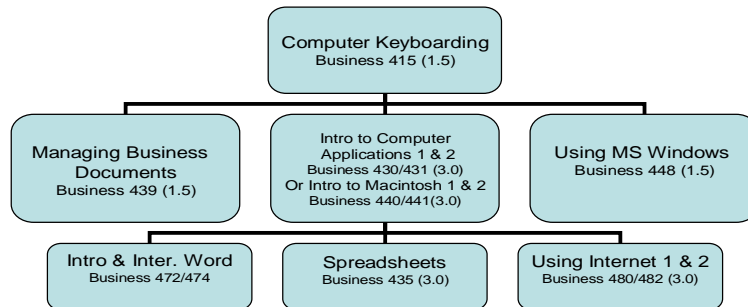 Computer Keyboarding
Business 415 (1.5)
Managing Business
Documents
Business 439 (1.5)
Intro to Computer
Applications 1 & 2
Business 430/431 (3.0)
Or Intro to Macintosh 1 & 2
Business 440/441(3.0)
Using MS Windows
Business 448 (1.5)
Intro & Inter. Word
Business 472/474
Spreadsheets
Business 435 (3.0)
Using Internet 1 & 2
Business 480/482 (3.0)